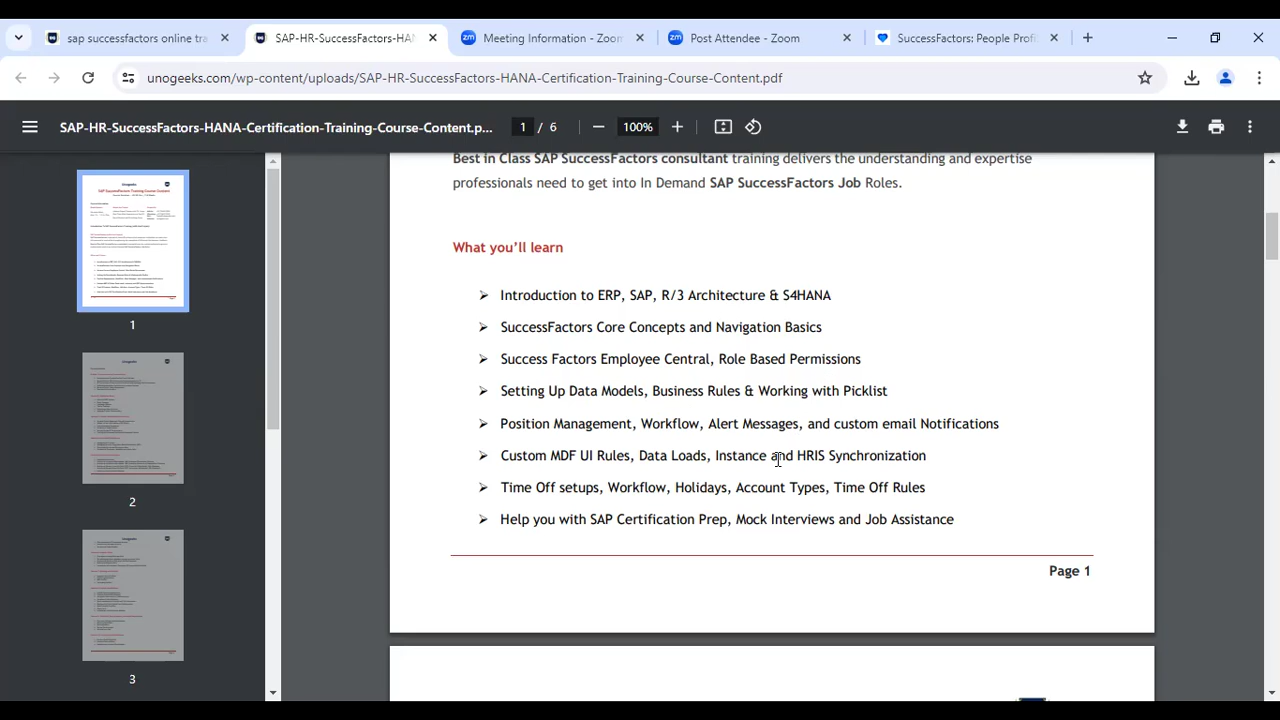 sap successfactors online tra
SAP-HR-SuccessFactors-HAN
Meeting Information - Zoom
Post Attendee - Zoom
SuccessFactors: People Profi
unogeeks.com/wp-content/uploads/SAP-HR-SuccessFactors-HANA-Certification-Training-Course-Content.pdf
SAP-HR-SuccessFactors-HANA-Certification-Training-Course-Content.p...
1 / 6
100%
Best in Class SAP SuccessFactors consultant training delivers the understanding and expertise
professionals need to get into In Demand SAP SuccessFactors Job Roles.
What you'll learn
Introduction to ERP, SAP, R/3 Architecture & S4HANA
SuccessFactors Core Concepts and Navigation Basics
Success Factors Employee Central, Role Based Permissions
Setting Up Data Models, Business Rules & Working with Picklist
Position Management, Workflow, Alert Messages, and custom email Notifications
Custom MDF UI Rules, Data Loads, Instance and HRIS Synchronization
Time Off setups, Workflow, Holidays, Account Types, Time Off Rules
Help you with SAP Certification Prep, Mock Interviews and Job Assistance
Page 1
1
2
3